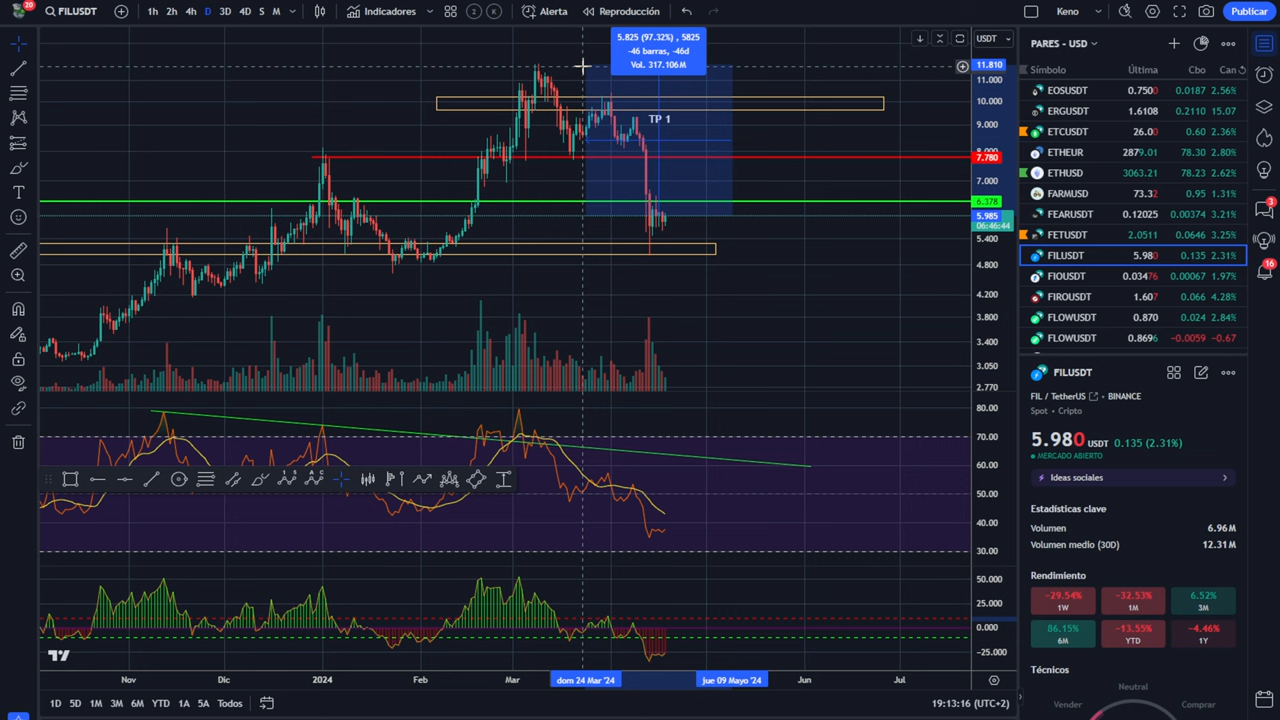 20
FILUSDT
1h 2h 4h D 3D 4D S M
Indicadores
2
K
Alerta
Reproducción
Keno
Publicar
5.825 (97.32%) , 5825
-46 barras, -46d
Vol. 317.106M
TP 1
USDT
11.810
11.000
10.000
9.000
7.780
7.000
6.378
5.985
06:46:44
5.400
4.800
4.200
3.800
3.400
3.050
2.770
80.00
70.00
60.00
50.00
40.00
30.00
50.000
25.000
0.000
-25.000
Nov
Dic
2024
Feb
Mar
dom 24 Mar '24
jue 09 Mayo '24
Jun
Jul
1D 5D 1M 3M 6M YTD 1A 5A Todos
19:13:16 (UTC+2)
PARES - USD
Símbolo Última Cbo Can
EOSUSDT 0.7500 0.0187 2.56%
ERGUSDT 1.6108 0.2110 15.07
ETCUSDT 26.00 0.60 2.36%
ETHEUR 2879.01 78.30 2.80%
ETHUSD 3063.21 78.23 2.62%
FARMUSD 73.32 0.95 1.31%
FEARUSDT 0.12025 0.00374 3.21%
FETUSDT 2.0511 0.0646 3.25%
FILUSDT 5.980 0.135 2.31%
FIOUSDT 0.03476 0.00067 1.97%
FIROUSDT 1.607 0.066 4.28%
FLOWUSDT 0.870 0.024 2.84%
FLOWUSDT 0.8696 -0.0059 -0.67
3
16
FILUSDT
FIL / TetherUS BINANCE
Spot • Cripto
5.980 USDT 0.135 (2.31%)
MERCADO ABIERTO
Ideas sociales
Estadísticas clave
Volumen 6.96M
Volumen medio (30D) 12.31M
Rendimiento
-29.54% -32.53% 6.52%
1W 1M 3M
86.15% -13.55% -4.46%
6M YTD 1Y
Técnicos
Neutral
Vender Comprar